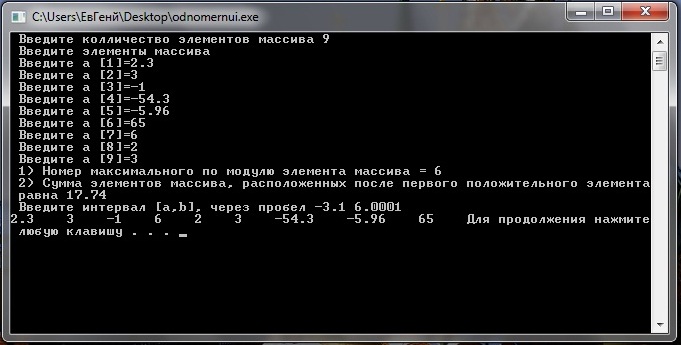 C:\Users\ЕвГенй\Desktop\odnomernui.exe
Введите колличество элементов массива 9
Введите элементы массива
Введите a [1]=2.3
Введите a [2]=3
Введите a [3]=-1
Введите a [4]=-54.3
Введите a [5]=-5.96
Введите a [6]=65
Введите a [7]=6
Введите a [8]=2
Введите a [9]=3
1) Номер максимального по модулю элемента массива = 6
2) Сумма элементов массива, расположенных после первого положительного элемента
равна 17.74
Введите интервал [a,b], через пробел -3.1 6.0001
2.3 3 -1 6 2 3 -54.3 -5.96 65 Для продолжения нажмите
любую клавишу . . .